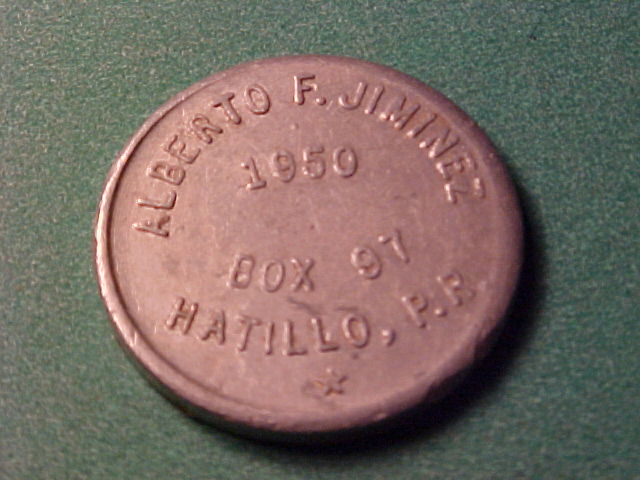 ALBERTO F. JIMINEZ
1950
BOX 97
HATILLO, P.R.